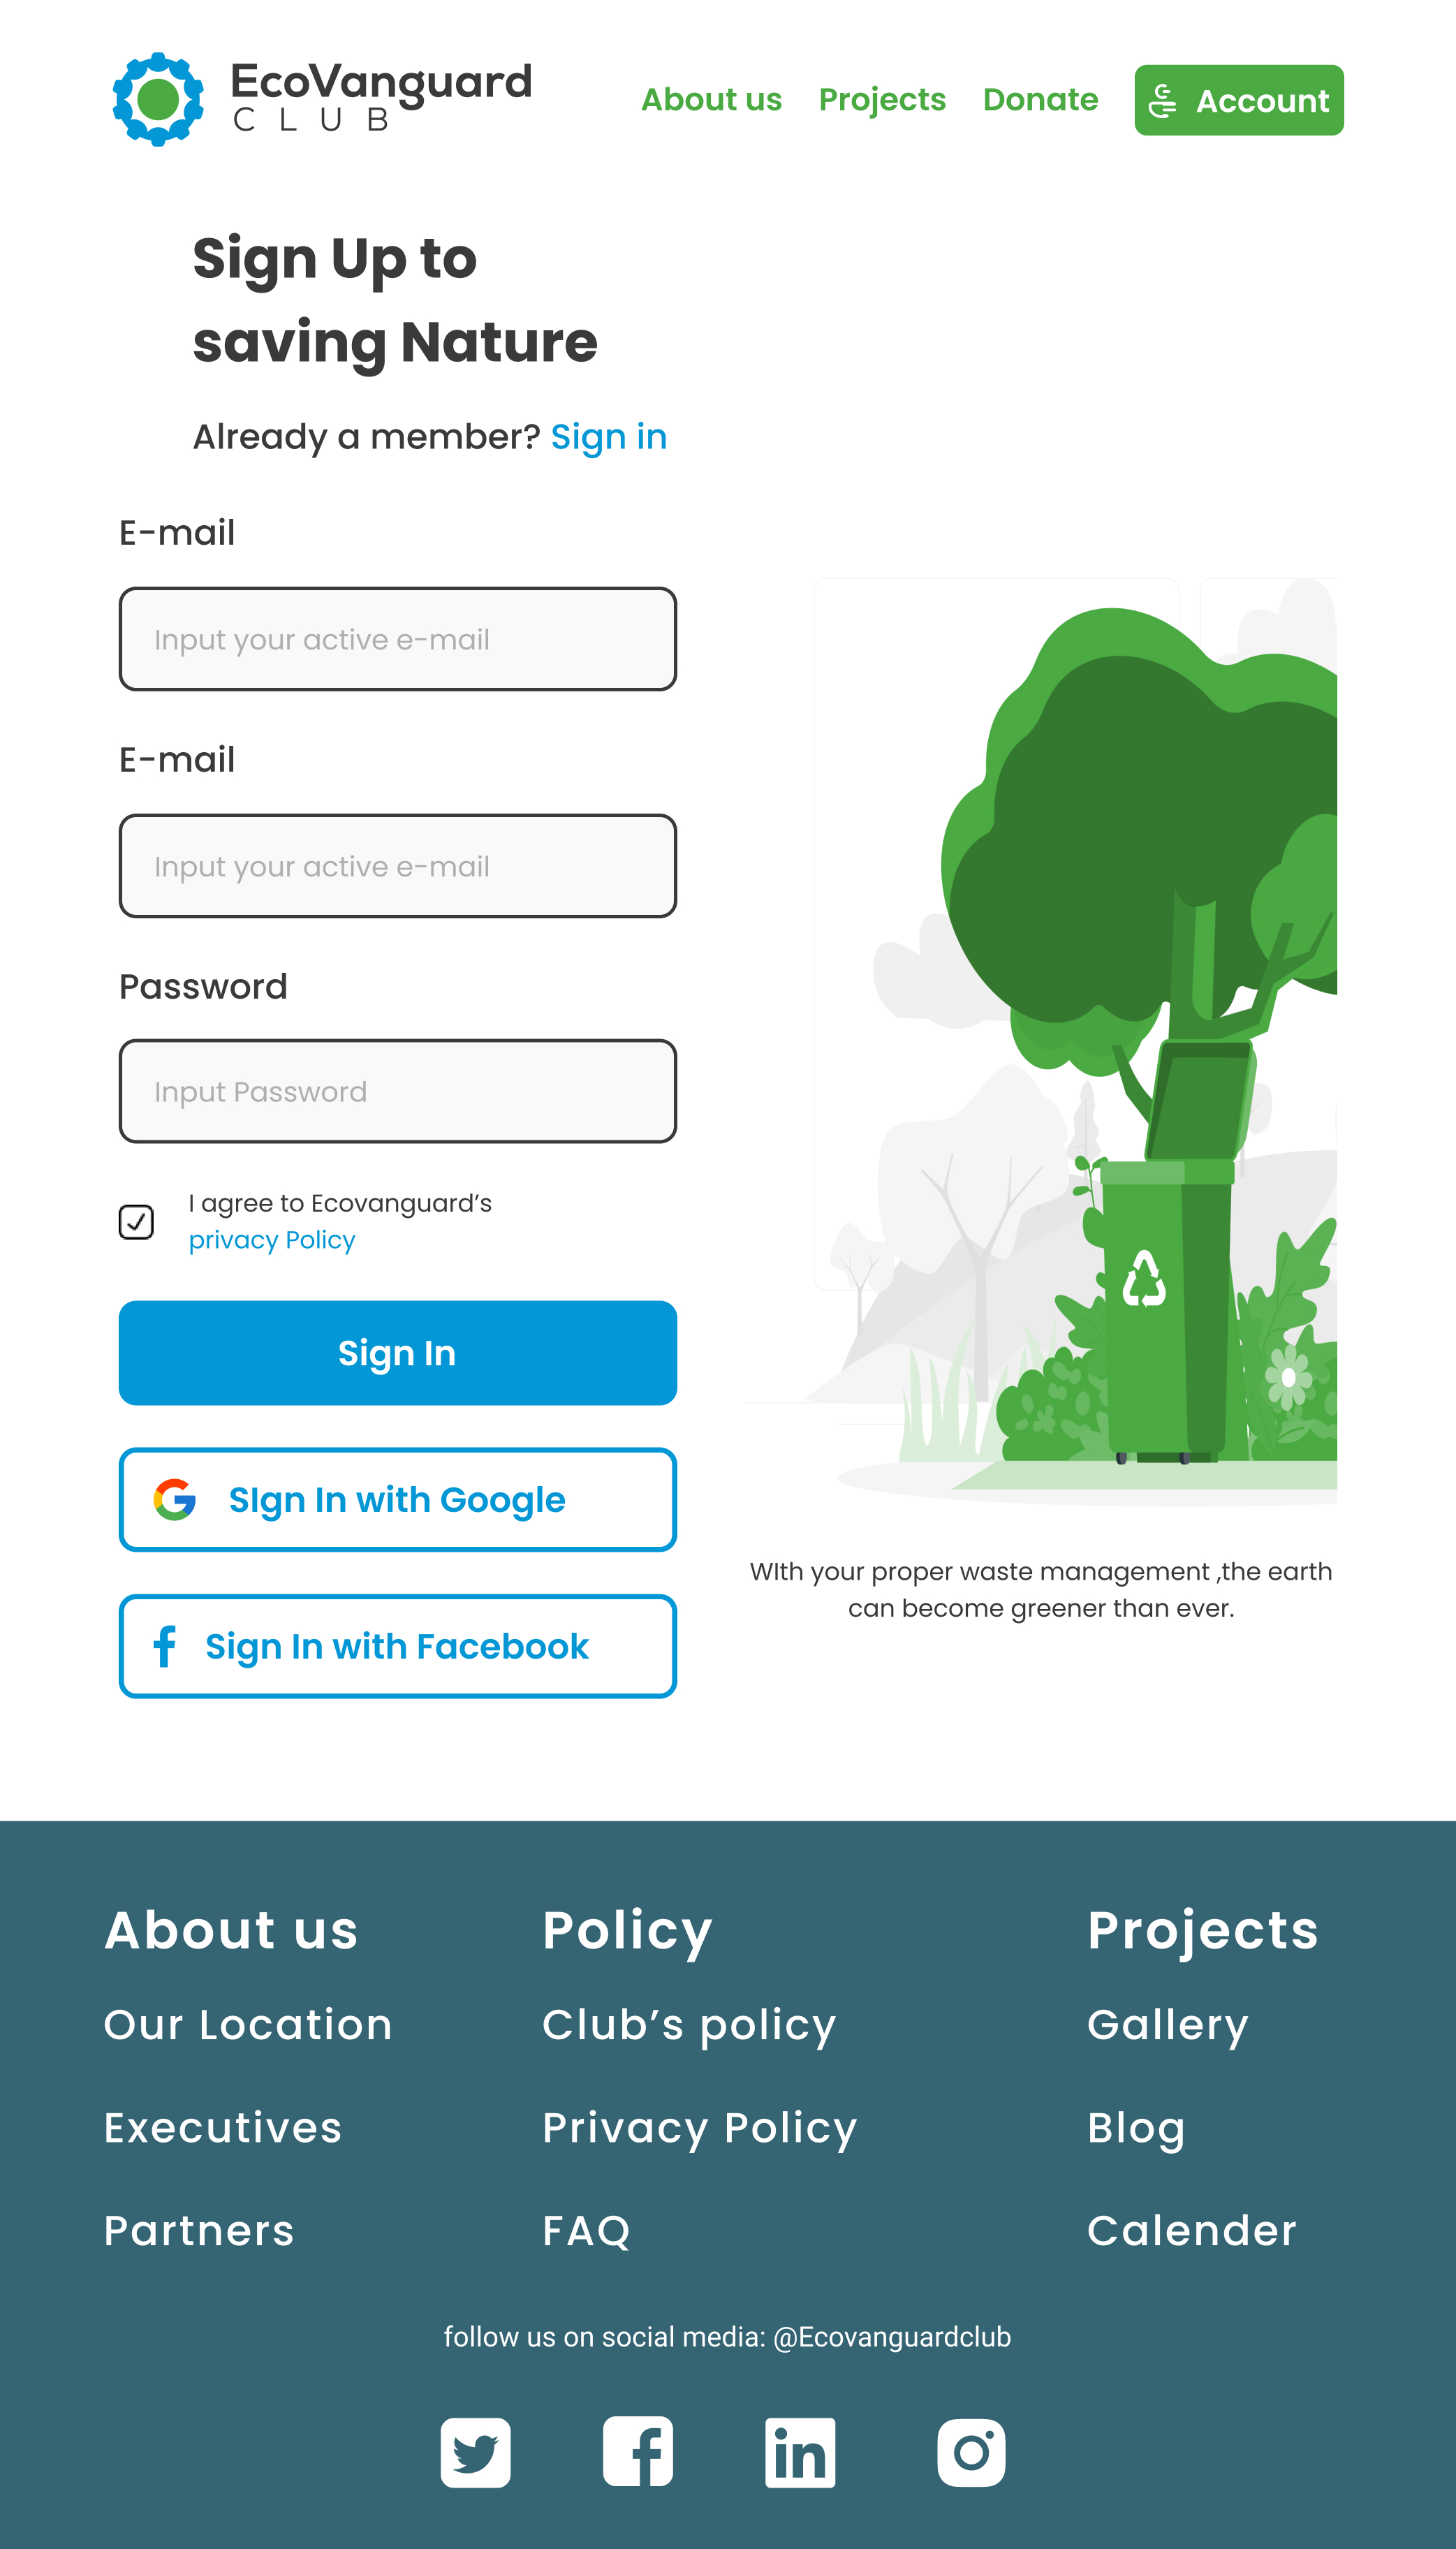 EcoVanguard
CLUB
About us
Projects
Donate
Account
Sign Up to
saving Nature
Already a member? Sign in
E-mail
Input your active e-mail
E-mail
Input your active e-mail
Password
Input Password
I agree to Ecovanguard’s
privacy Policy
Sign In
SIgn In with Google
Sign In with Facebook
WIth your proper waste management ,the earth
can become greener than ever.
About us
Our Location
Executives
Partners
Policy
Club’s policy
Privacy Policy
FAQ
Projects
Gallery
Blog
Calender
follow us on social media: @Ecovanguardclub